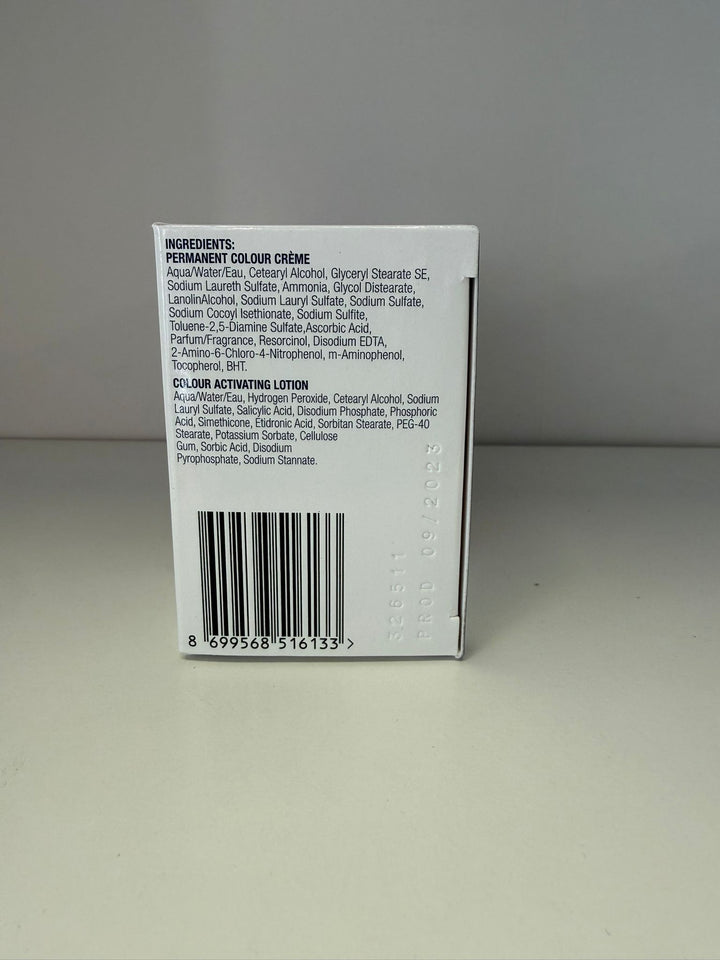 INGREDIENTS:
PERMANENT COLOUR CRÈME
Aqua/Water/Eau, Cetearyl Alcohol, Glyceryl Stearate SE,
Sodium Laureth Sulfate, Ammonia, Glycol Distearate,
LanolinAlcohol, Sodium Lauryl Sulfate, Sodium Sulfate,
Sodium Cocoyl Isethionate, Sodium Sulfite,
Toluene-2,5-Diamine Sulfate,Ascorbic Acid,
Parfum/Fragrance, Resorcinol, Disodium EDTA,
2-Amino-6-Chloro-4-Nitrophenol, m-Aminophenol,
Tocopherol, BHT.
COLOUR ACTIVATING LOTION
Aqua/Water/Eau, Hydrogen Peroxide, Cetearyl Alcohol, Sodium
Lauryl Sulfate, Salicylic Acid, Disodium Phosphate, Phosphoric
Acid, Simethicone, Etidronic Acid, Sorbitan Stearate, PEG-40
Stearate, Potassium Sorbate, Cellulose
Gum, Sorbic Acid, Disodium
Pyrophosphate, Sodium Stannate.
8 699568 516133 >
326511
PROD 09/2023